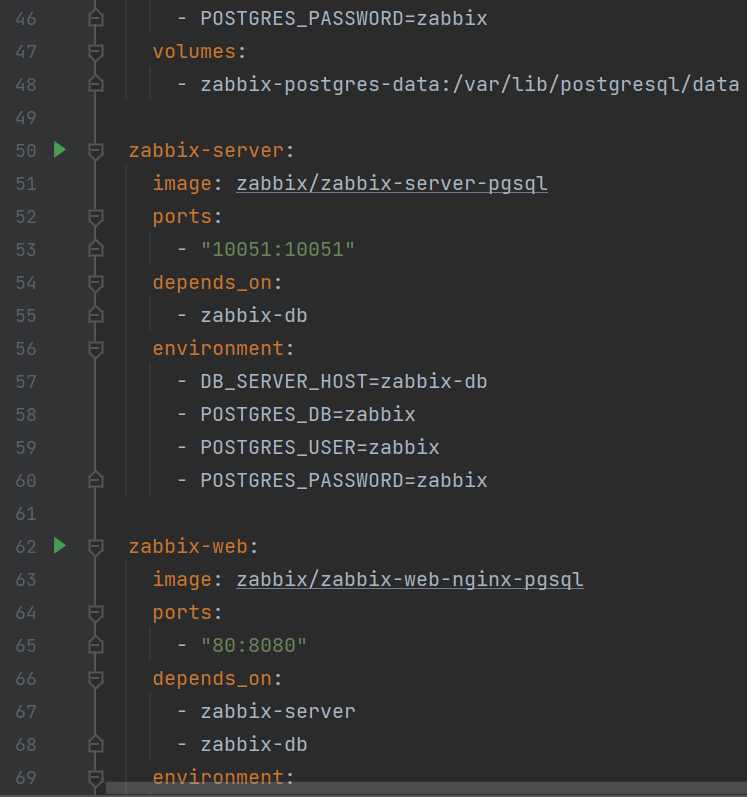 46 - POSTGRES_PASSWORD=zabbix
47 volumes:
48 - zabbix-postgres-data:/var/lib/postgresql/data
49
50 zabbix-server:
51 image: zabbix/zabbix-server-pgsql
52 ports:
53 - "10051:10051"
54 depends_on:
55 - zabbix-db
56 environment:
57 - DB_SERVER_HOST=zabbix-db
58 - POSTGRES_DB=zabbix
59 - POSTGRES_USER=zabbix
60 - POSTGRES_PASSWORD=zabbix
61
62 zabbix-web:
63 image: zabbix/zabbix-web-nginx-pgsql
64 ports:
65 - "80:8080"
66 depends_on:
67 - zabbix-server
68 - zabbix-db
69 environment: